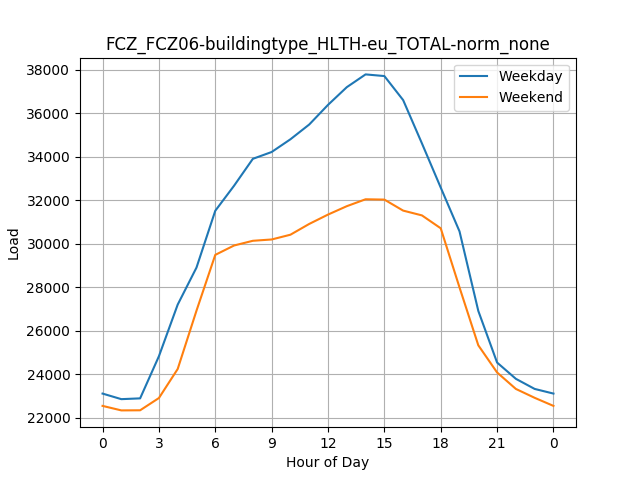 FCZ_FCZ06-buildingtype_HLTH-eu_TOTAL-norm_none
Weekday
Weekend
38000
36000
34000
32000
30000
28000
26000
24000
22000
Load
0 3 6 9 12 15 18 21 0
Hour of Day